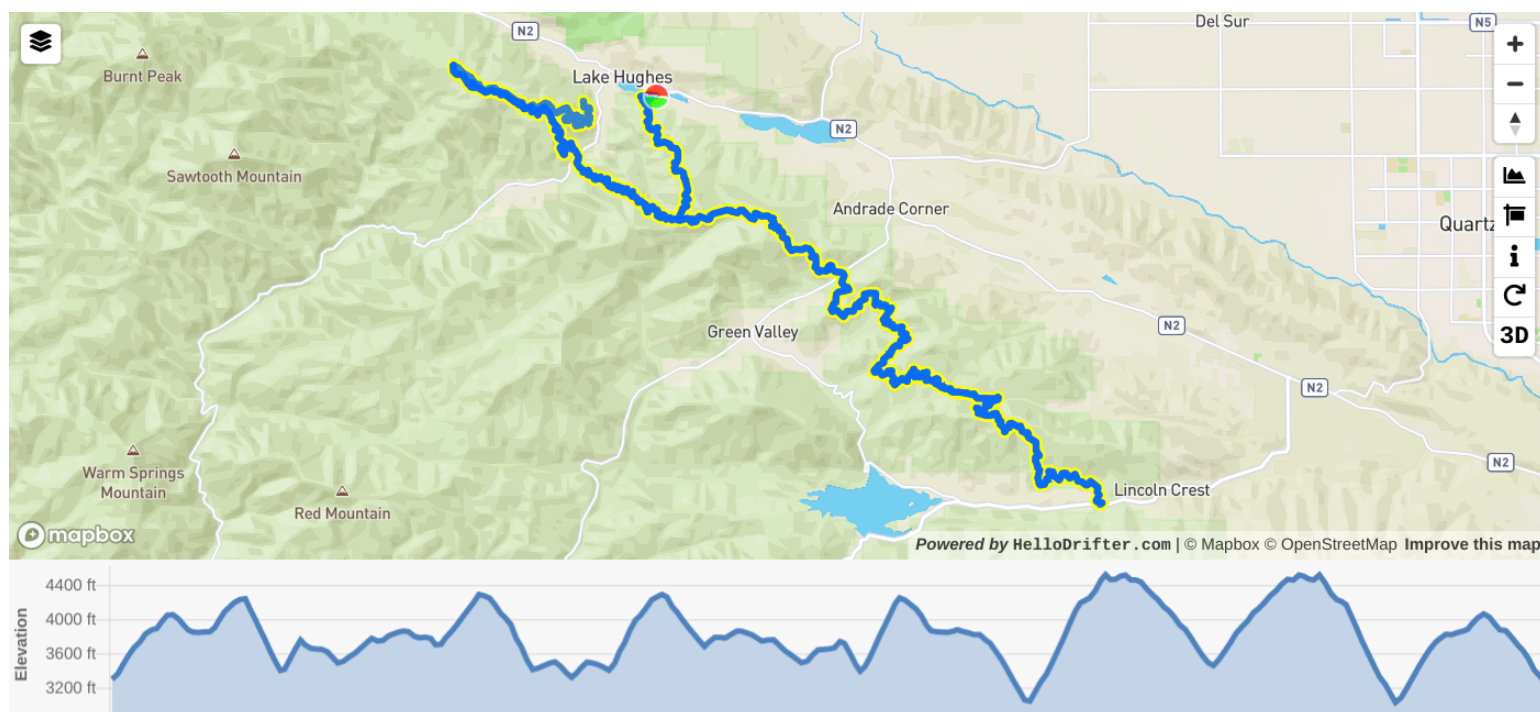 Del Sur
N5
N2
Burnt Peak
Lake Hughes
N2
Sawtooth Mountain
Andrade Corner
Quartz
N2
Green Valley
3D
N2
Warm Springs
Mountain
Red Mountain
Lincoln Crest
N2
mapbox
Powered by HelloDrifter.com | © Mapbox © OpenStreetMap Improve this map
Elevation
4400 ft
4000 ft
3600 ft
3200 ft